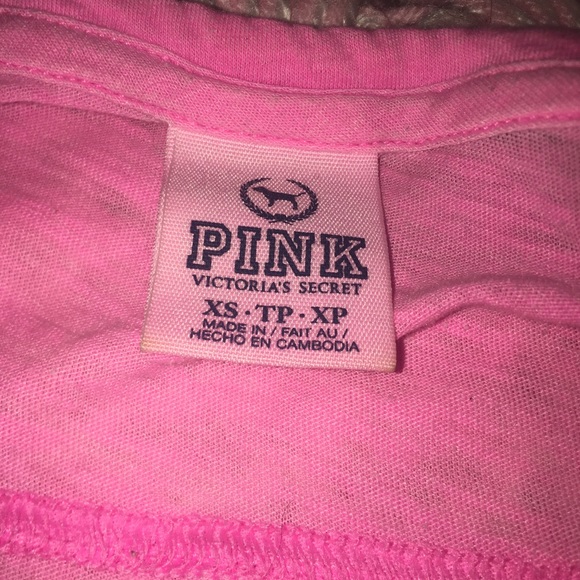 PINK
VICTORIA'S SECRET
XS · TP · XP
MADE IN / FAIT AU /
HECHO EN CAMBODIA